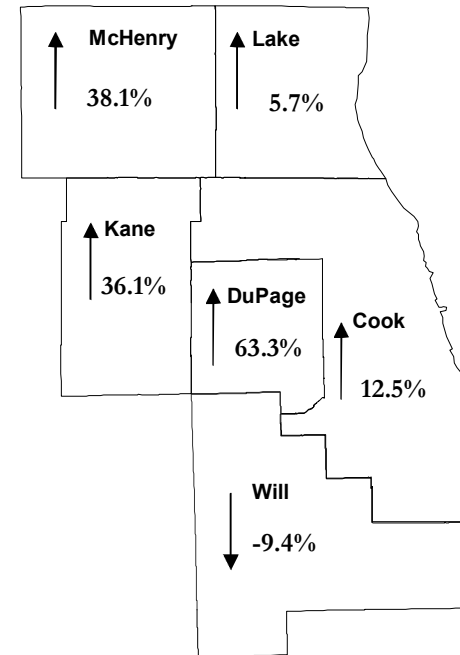 McHenry
38.1%
Lake
5.7%
Kane
36.1%
DuPage
63.3%
Cook
12.5%
Will
-9.4%